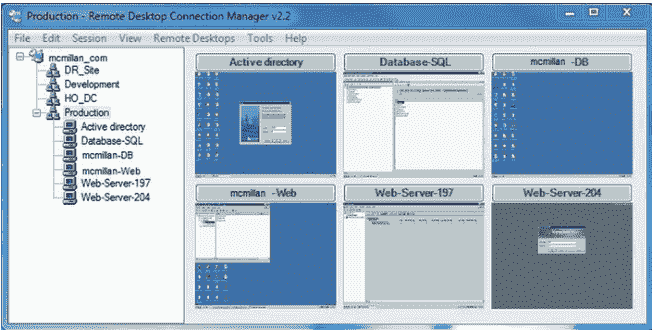 Production - Remote Desktop Connection Manager v2.2
File Edit Session View Remote Desktops Tools Help
mcmillan_com
DR_Site
Development
HO_DC
Production
Active directory
Database-SQL
mcmillan-DB
mcmillan-Web
Web-Server-197
Web-Server-204
Active directory Database-SQL mcmillan -DB
mcmillan -Web Web-Server-197 Web-Server-204